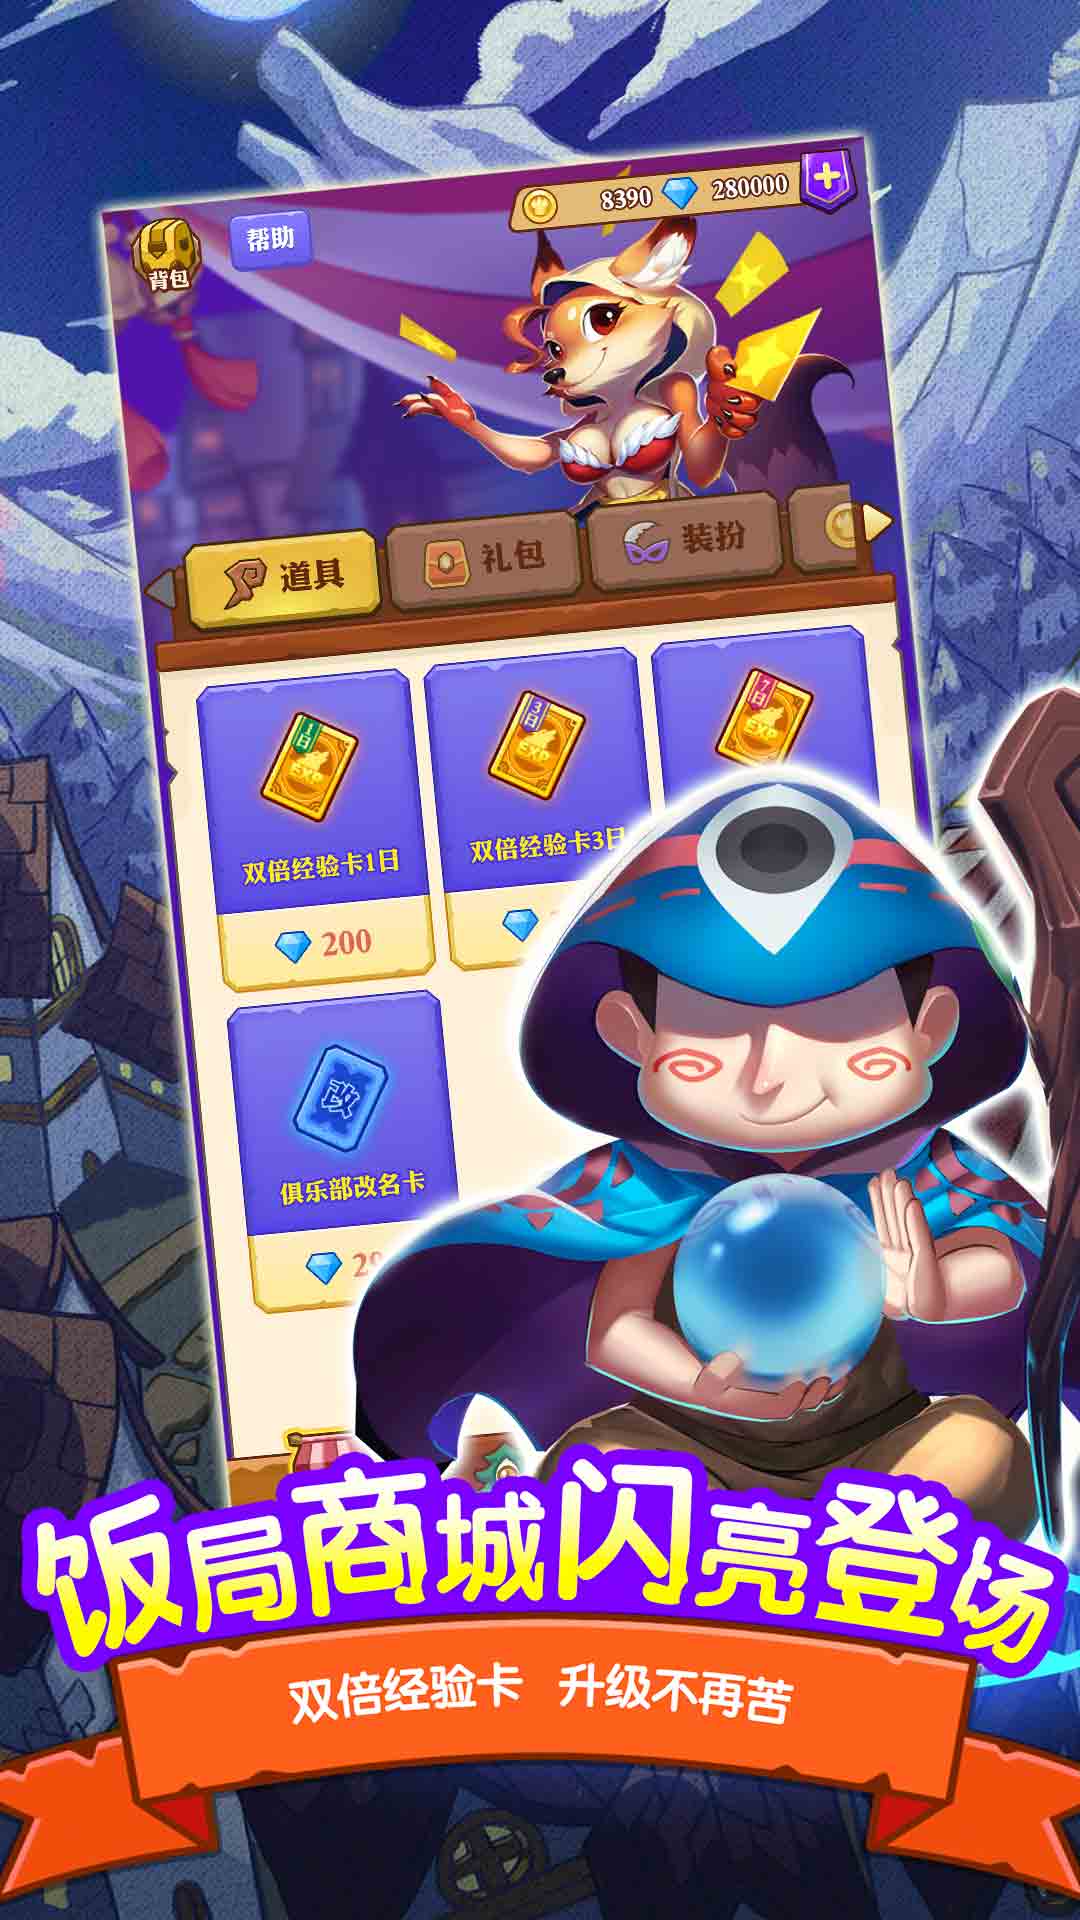 8390 280000
背包 帮助
道具 礼包 装扮
1日 3日 7日
EXP EXP EXP
双倍经验卡1日 双倍经验卡3日
200
改
俱乐部改名卡
饭局商城闪亮登场
双倍经验卡 升级不再苦